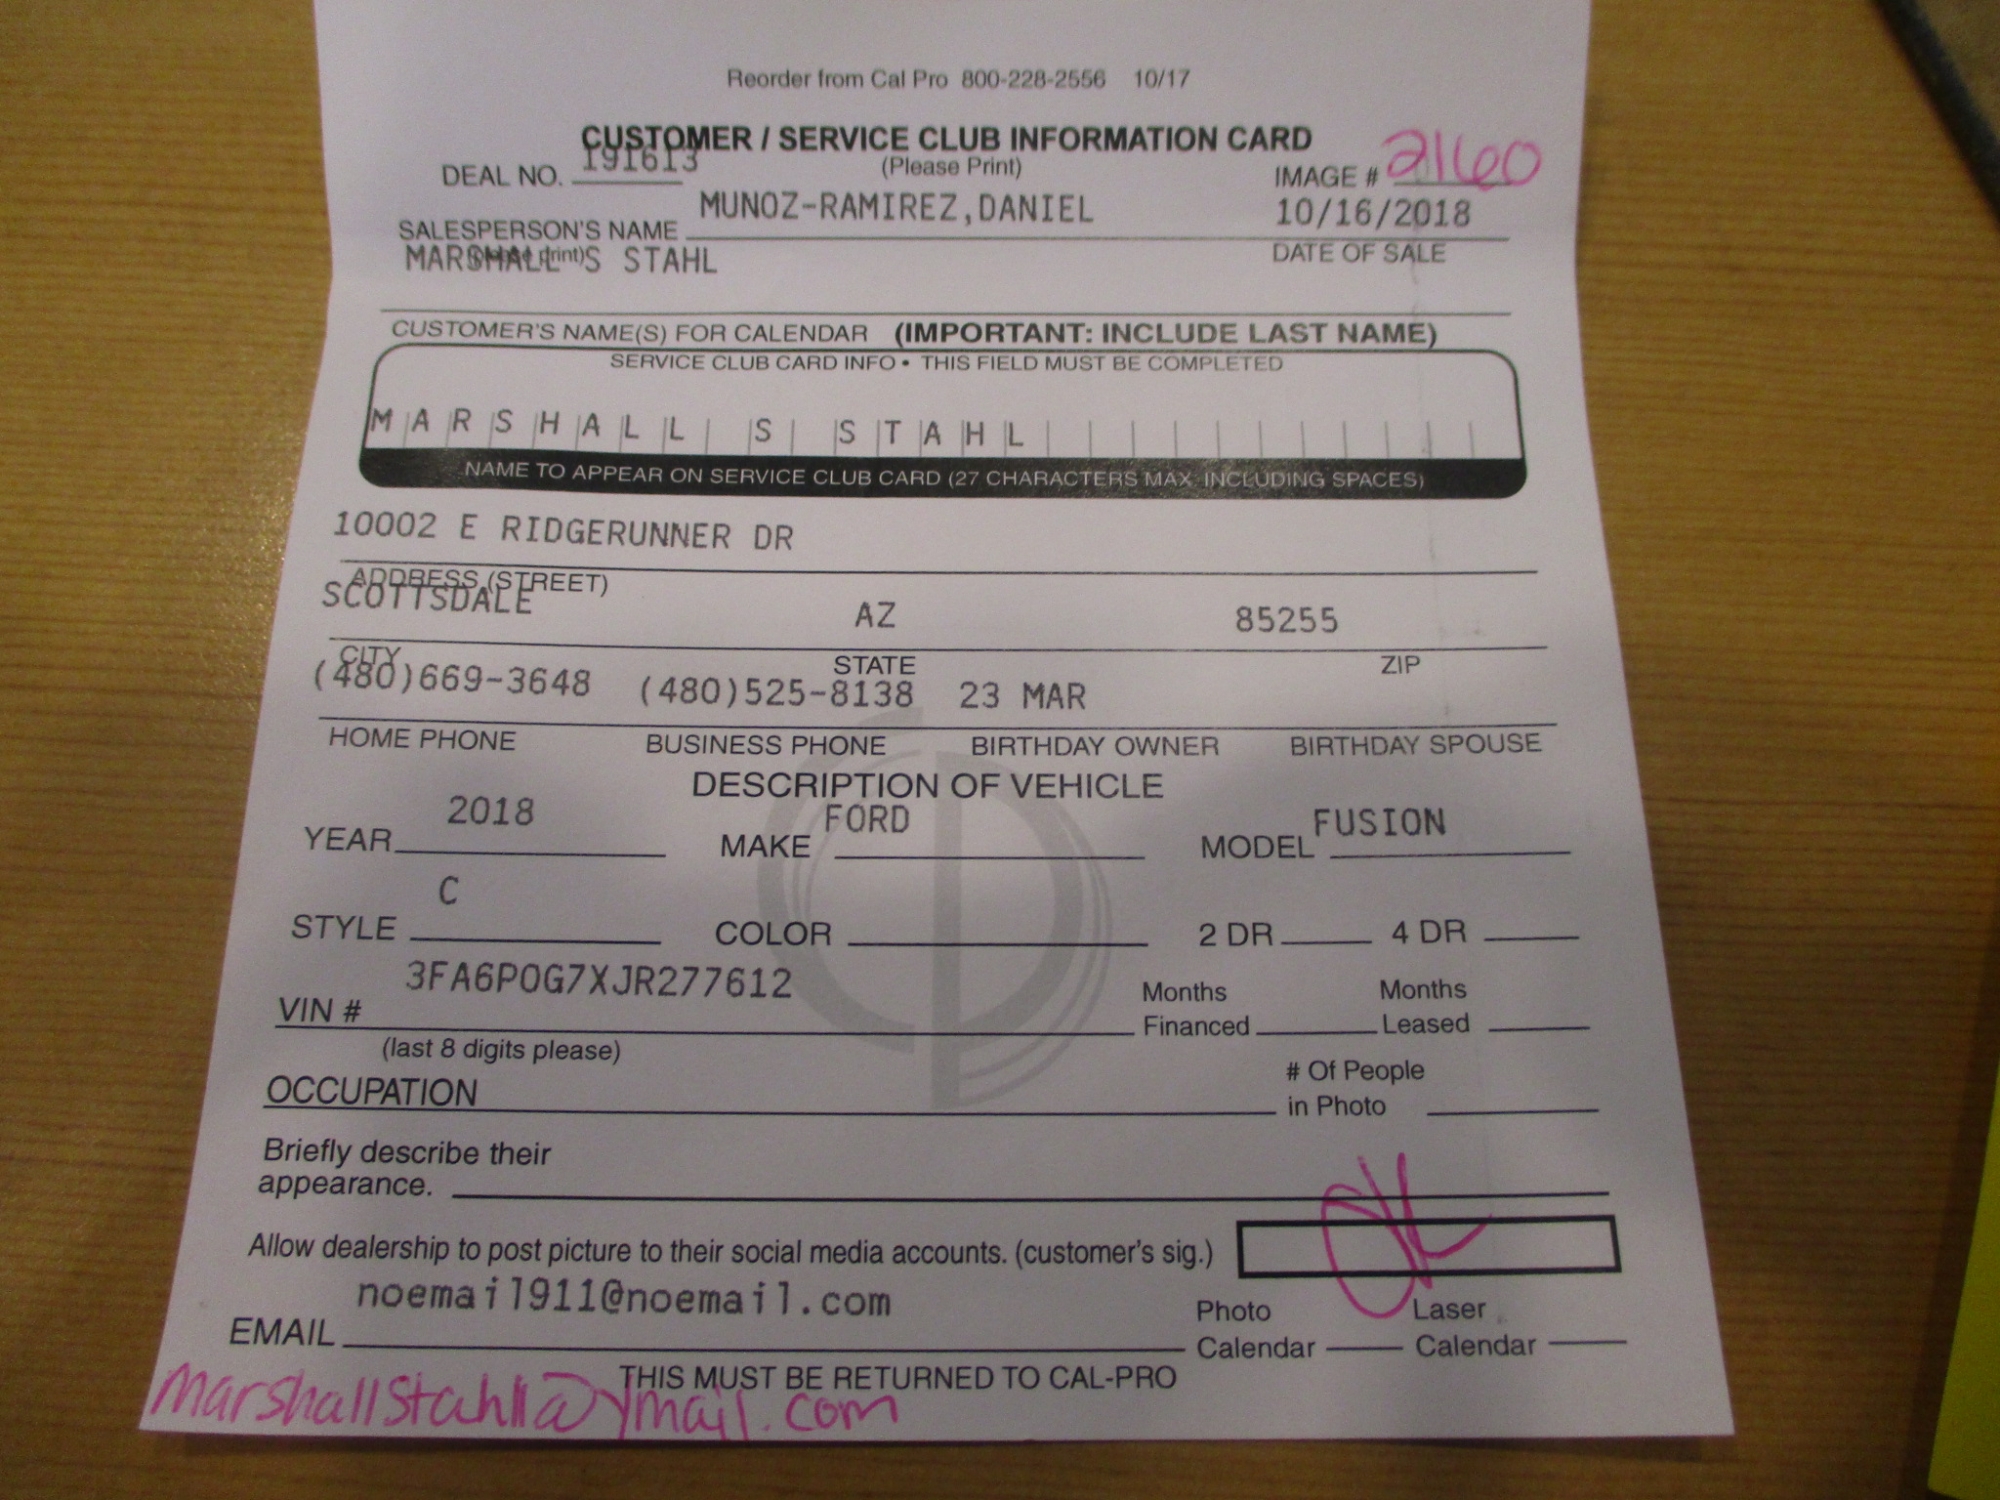 Reorder from Cal Pro 800-228-2556 10/17
CUSTOMER / SERVICE CLUB INFORMATION CARD
DEAL NO. 191613 (Please Print) IMAGE # 2160
SALESPERSON'S NAME MUNOZ-RAMIREZ,DANIEL 10/16/2018
(please print) MARSHALL S STAHL DATE OF SALE
CUSTOMER'S NAME(S) FOR CALENDAR (IMPORTANT: INCLUDE LAST NAME)
SERVICE CLUB CARD INFO • THIS FIELD MUST BE COMPLETED
MARSHALL S STAHL
NAME TO APPEAR ON SERVICE CLUB CARD (27 CHARACTERS MAX. INCLUDING SPACES)
10002 E RIDGERUNNER DR
ADDRESS (STREET)
SCOTTSDALE AZ 85255
CITY STATE ZIP
(480)669-3648 (480)525-8138 23 MAR
HOME PHONE BUSINESS PHONE BIRTHDAY OWNER BIRTHDAY SPOUSE
DESCRIPTION OF VEHICLE
YEAR 2018 MAKE FORD MODEL FUSION
STYLE C COLOR 2 DR 4 DR
VIN # 3FA6P0G7XJR277612 Months Financed Months Leased
(last 8 digits please)
OCCUPATION # Of People in Photo
Briefly describe their
appearance.
Allow dealership to post picture to their social media accounts. (customer's sig.)
EMAIL noemail911@noemail.com Photo Calendar Laser Calendar
THIS MUST BE RETURNED TO CAL-PRO